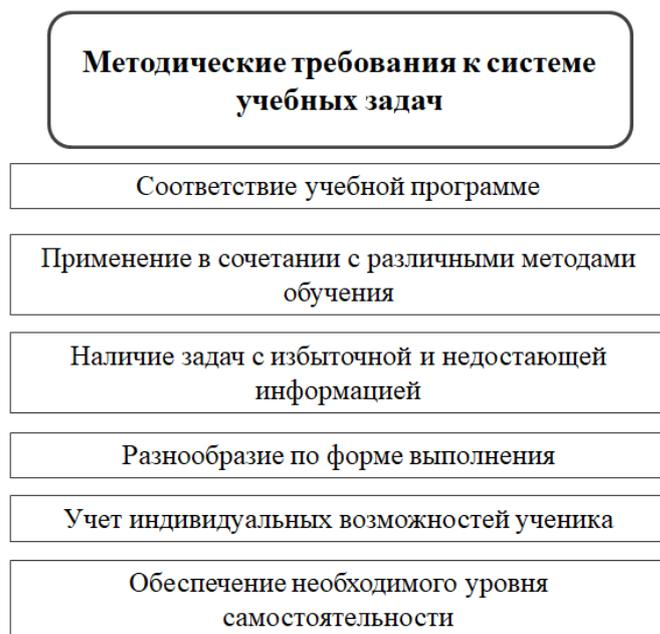 Методические требования к системе
учебных задач
Соответствие учебной программе
Применение в сочетании с различными методами
обучения
Наличие задач с избыточной и недостающей
информацией
Разнообразие по форме выполнения
Учет индивидуальных возможностей ученика
Обеспечение необходимого уровня
самостоятельности